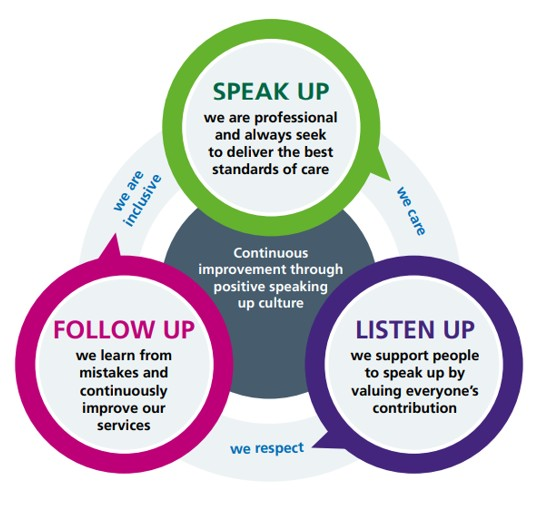 SPEAK UP
we are professional
and always seek
to deliver the best
standards of care
we are
inclusive
we care
Continuous
improvement through
positive speaking
up culture
FOLLOW UP
we learn from
mistakes and
continuously
improve our
services
LISTEN UP
we support people
to speak up by
valuing everyone's
contribution
we respect